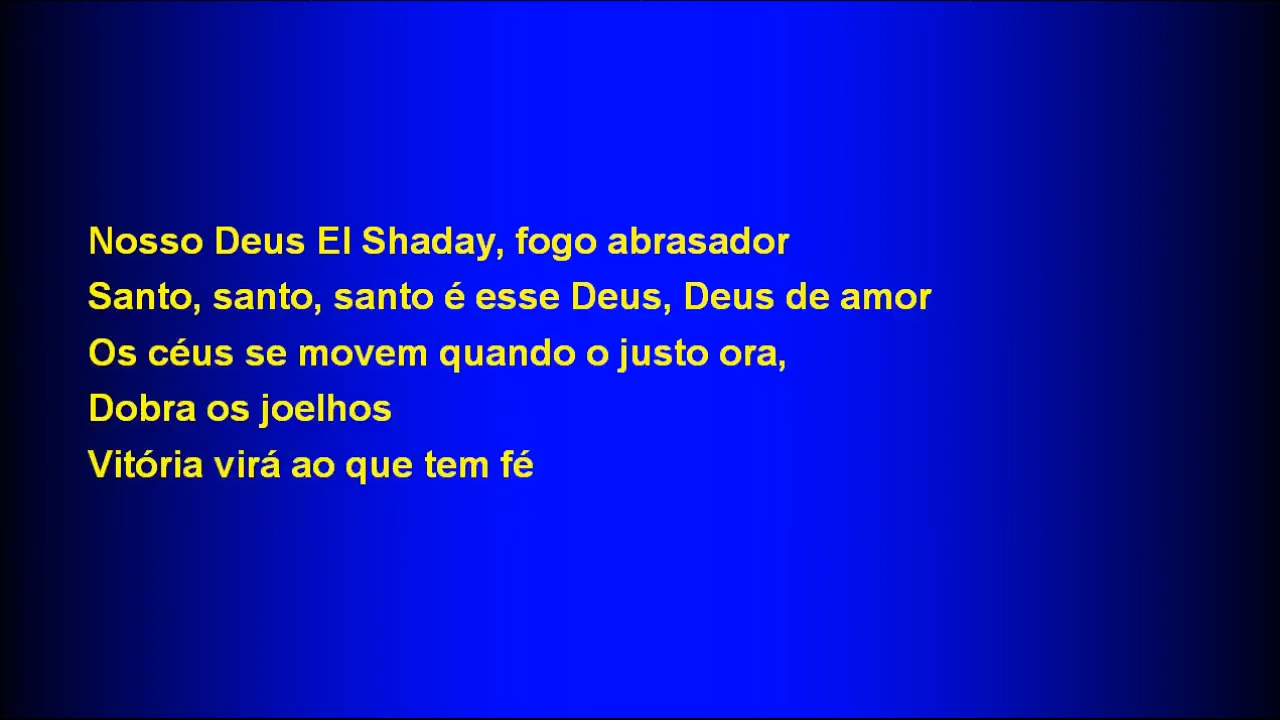 Nosso Deus El Shaday, fogo abrasador
Santo, santo, santo é esse Deus, Deus de amor
Os céus se movem quando o justo ora,
Dobra os joelhos
Vitória virá ao que tem fé